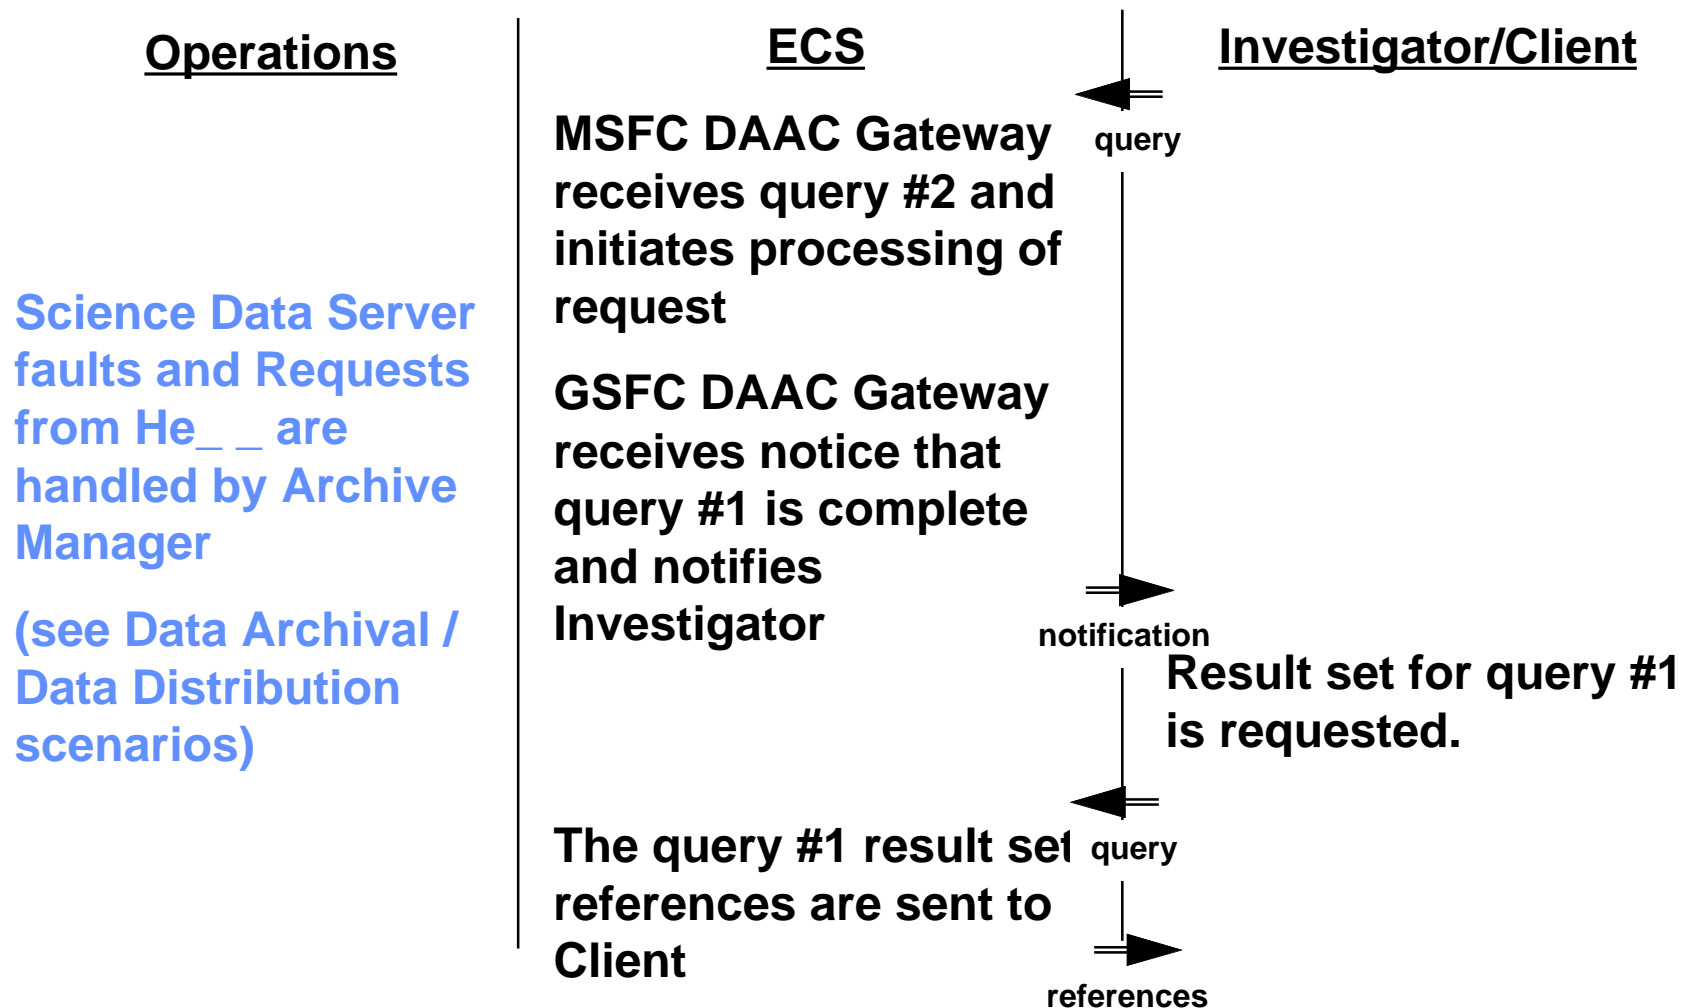 Operations
ECS
Investigator/Client
query
MSFC DAAC Gateway
receives query #2 and
initiates processing of
request
Science Data Server
faults and Requests
from He_ _ are
handled by Archive
Manager
GSFC DAAC Gateway
receives notice that
query #1 is complete
and notifies
Investigator
notification
(see Data Archival /
Data Distribution
scenarios)
Result set for query #1
is requested.
query
The query #1 result set
references are sent to
Client
references